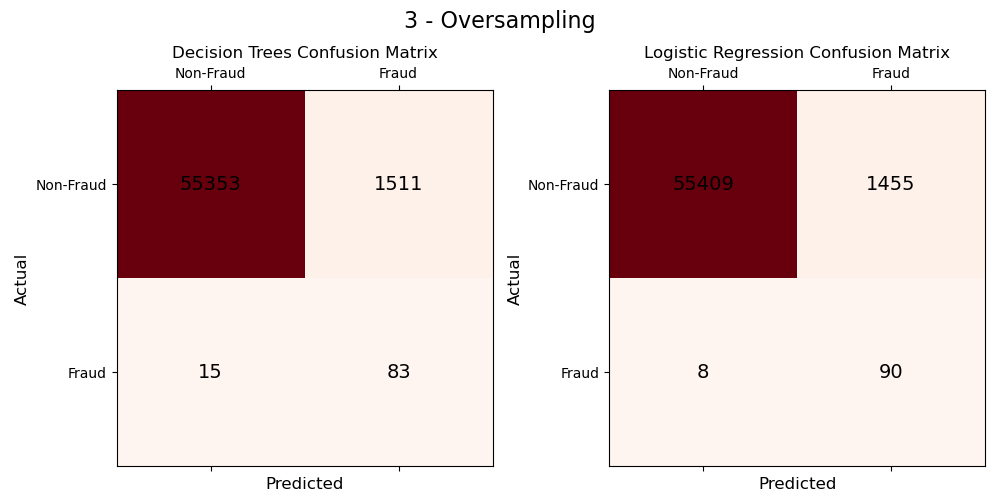 3 - Oversampling
Decision Trees Confusion Matrix
Non-Fraud Fraud
Non-Fraud 55353 1511
Actual
Fraud 15 83
Predicted
Logistic Regression Confusion Matrix
Non-Fraud Fraud
Non-Fraud 55409 1455
Actual
Fraud 8 90
Predicted